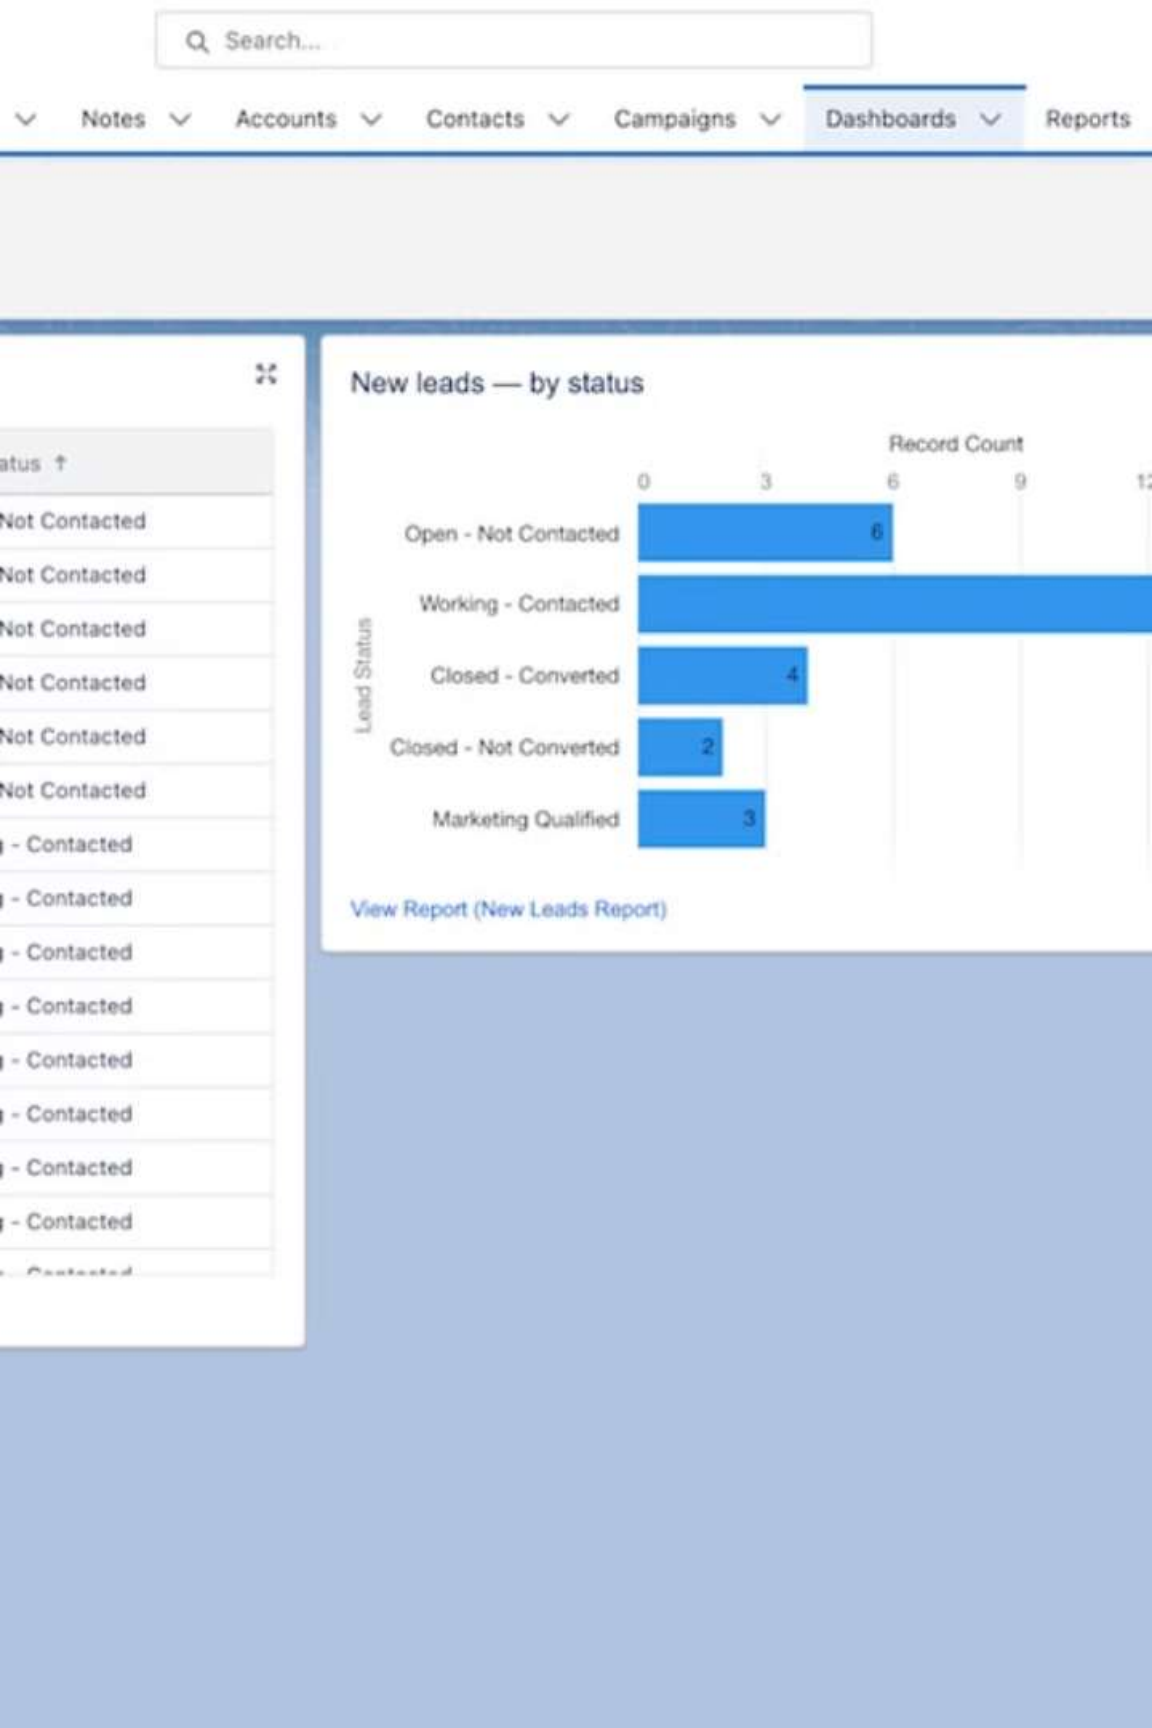 Search...
Notes Accounts Contacts Campaigns Dashboards Reports
New leads — by status
Record Count
0 3 6 9 12
atus ↑
Not Contacted
Not Contacted
Not Contacted
Not Contacted
Not Contacted
Not Contacted
g - Contacted
g - Contacted
g - Contacted
g - Contacted
g - Contacted
g - Contacted
g - Contacted
g - Contacted
Contacted
Lead Status
Open - Not Contacted 6
Working - Contacted
Closed - Converted 4
Closed - Not Converted 2
Marketing Qualified 3
View Report (New Leads Report)